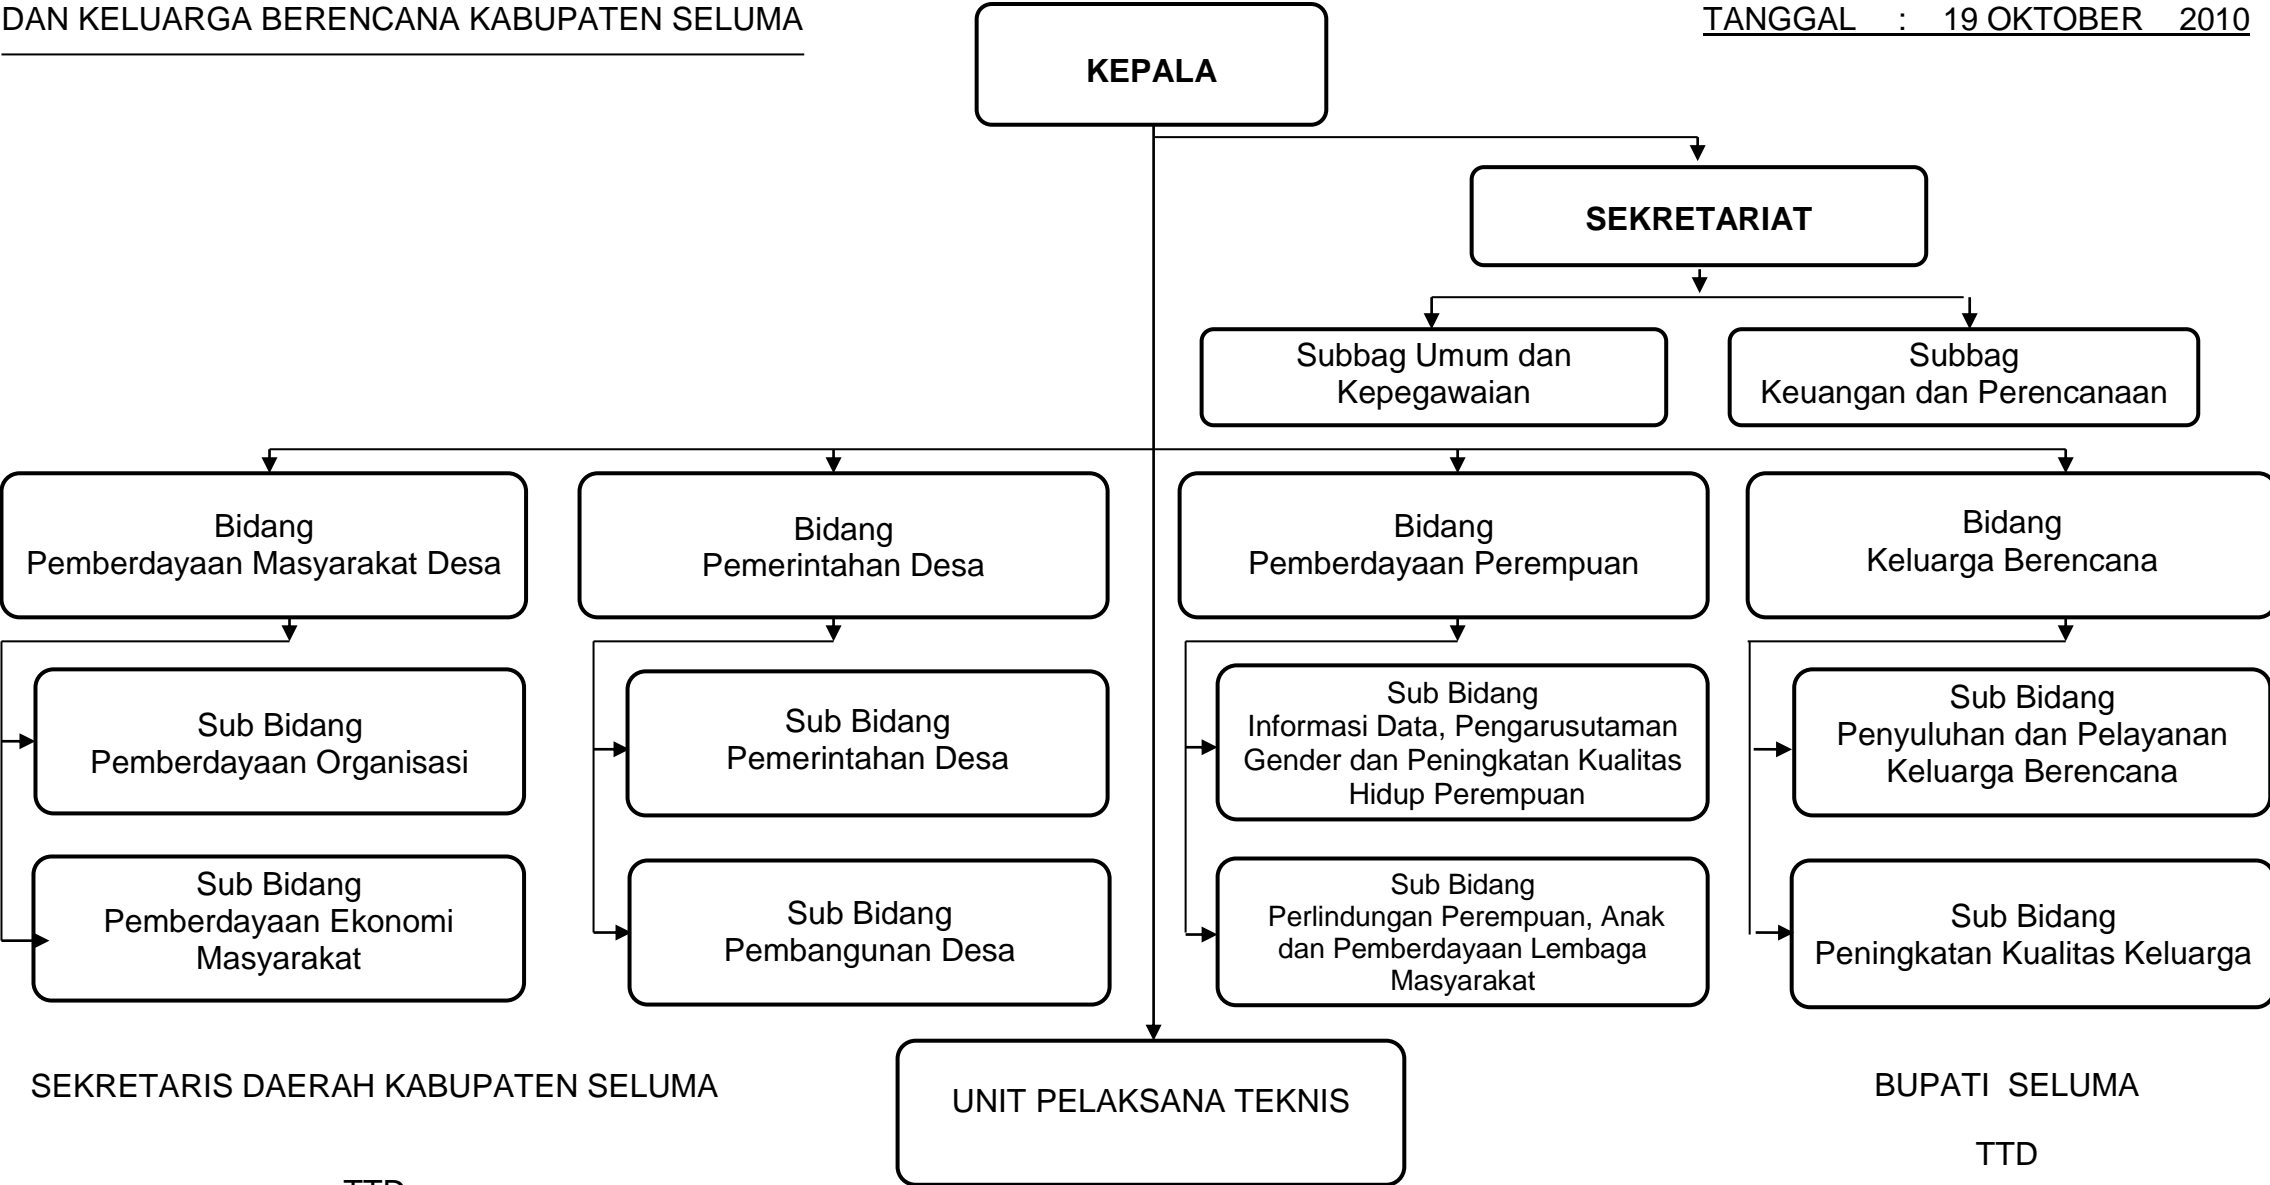 DAN KELUARGA BERENCANA KABUPATEN SELUMA
TANGGAL : 19 OKTOBER 2010
KEPALA
SEKRETARIAT
Subbag Umum dan
Kepegawaian
Subbag
Keuangan dan Perencanaan
Bidang
Pemberdayaan Masyarakat Desa
Bidang
Pemerintahan Desa
Bidang
Pemberdayaan Perempuan
Bidang
Keluarga Berencana
Sub Bidang
Pemberdayaan Organisasi
Sub Bidang
Pemerintahan Desa
Sub Bidang
Informasi Data, Pengarusutaman
Gender dan Peningkatan Kualitas
Hidup Perempuan
Sub Bidang
Penyuluhan dan Pelayanan
Keluarga Berencana
Sub Bidang
Pemberdayaan Ekonomi
Masyarakat
Sub Bidang
Pembangunan Desa
Sub Bidang
Perlindungan Perempuan, Anak
dan Pemberdayaan Lembaga
Masyarakat
Sub Bidang
Peningkatan Kualitas Keluarga
SEKRETARIS DAERAH KABUPATEN SELUMA
UNIT PELAKSANA TEKNIS
BUPATI SELUMA
TTD
TTD